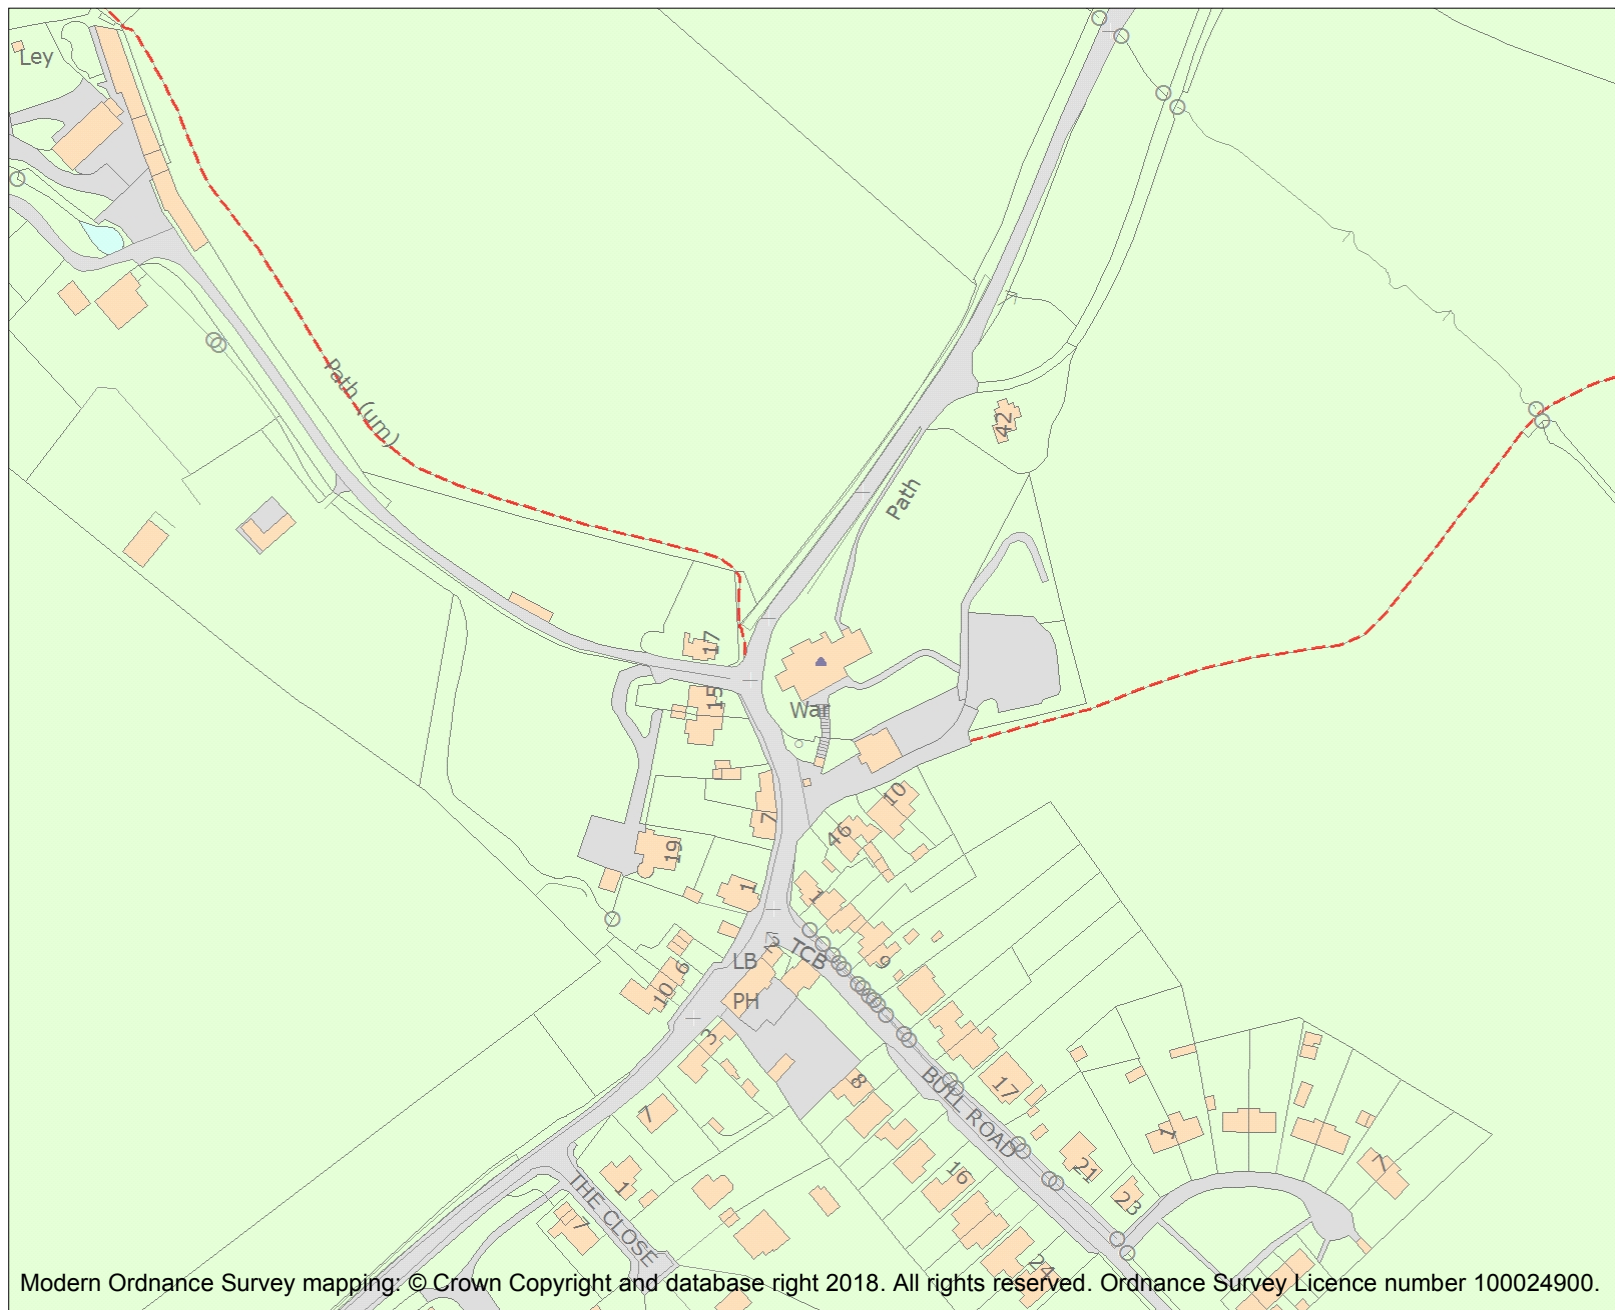 Ley
Path (um)
42
Path
17
15
War
7
10
46
19
1
1
2
TCB
LB
9
6
10
PH
3
8
17
BULL ROAD
7
1
21
16
23
7
1
THE CLOSE
7
24
Modern Ordnance Survey mapping: © Crown Copyright and database right 2018. All rights reserved. Ordnance Survey Licence number 100024900.